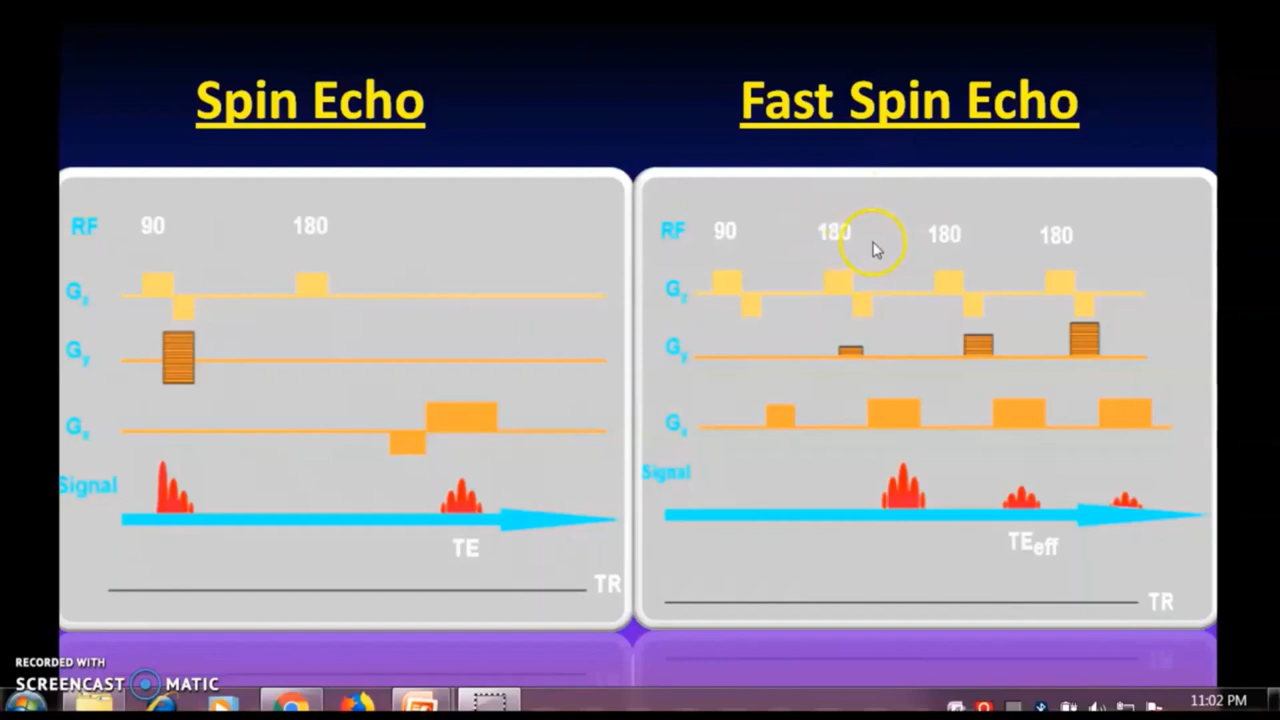 Spin Echo
Fast Spin Echo
RF 90 180
Gz
Gy
Gx
Signal
TE
TR
RF 90 180 180 180
Gz
Gy
Gx
Signal
TEeff
TR
RECORDED WITH
SCREENCAST MATIC
11:02 PM